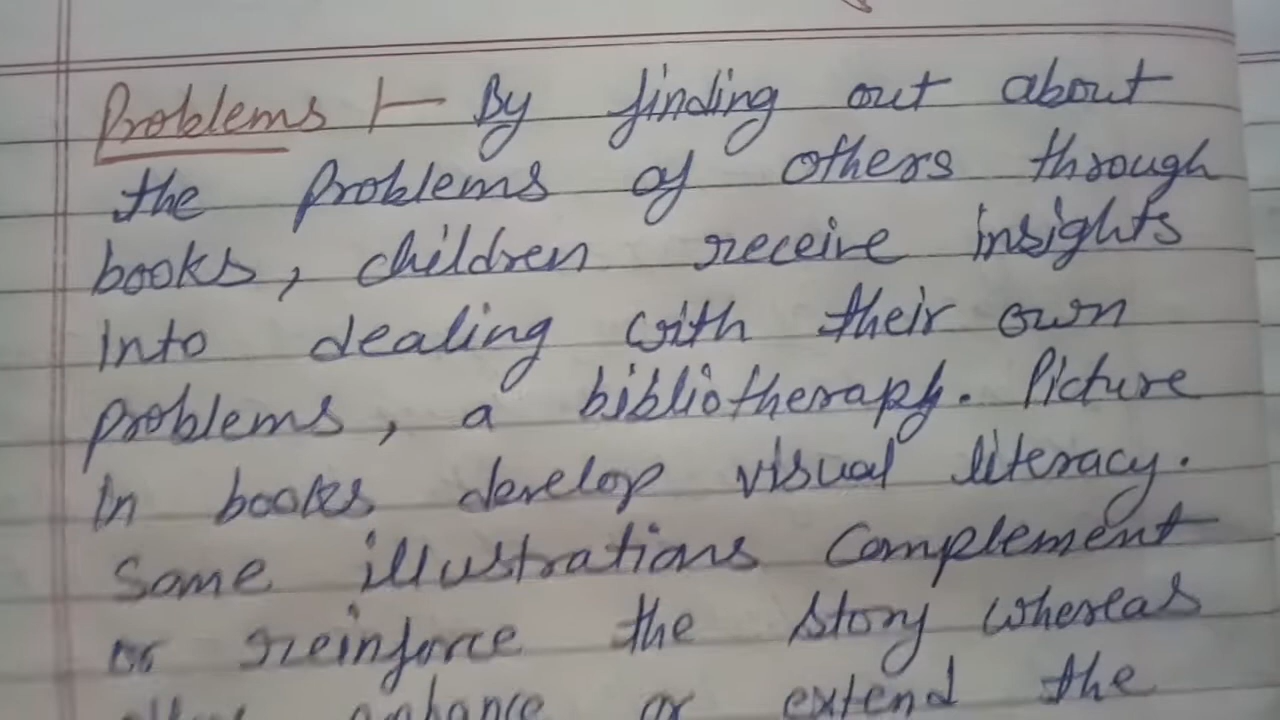 Problems :- By finding out about
the Problems of others through
books, children receive insights
into dealing with their own
problems, a bibliotherapy. Picture
in books develop visual literacy.
Some illustrations complement
or reinforce the story whereas
enhance or extend the